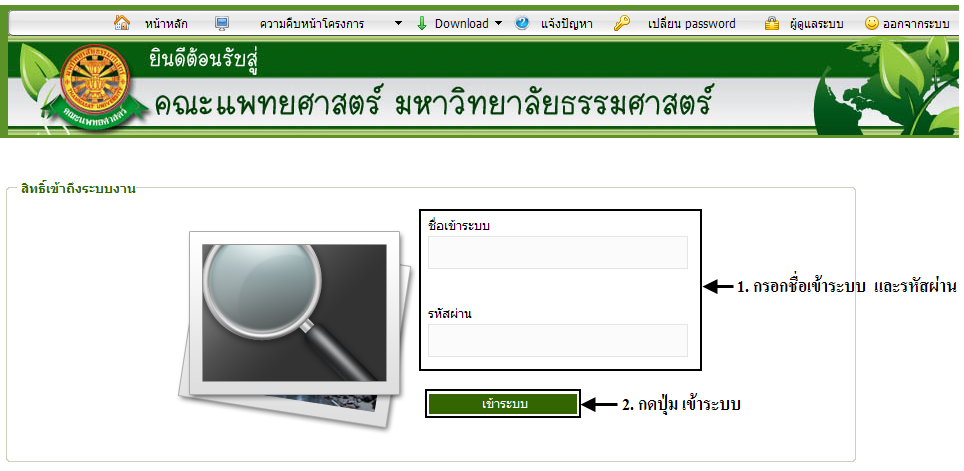 หน้าหลัก ความคืบหน้าโครงการ Download แจ้งปัญหา เปลี่ยน password ผู้ดูแลระบบ ออกจากระบบ
ยินดีต้อนรับสู่
คณะแพทยศาสตร์ มหาวิทยาลัยธรรมศาสตร์
คณะแพทยศาสตร์
สิทธิ์เข้าถึงระบบงาน
ชื่อเข้าระบบ
1. กรอกชื่อเข้าระบบ และรหัสผ่าน
รหัสผ่าน
เข้าระบบ
2. กดปุ่ม เข้าระบบ